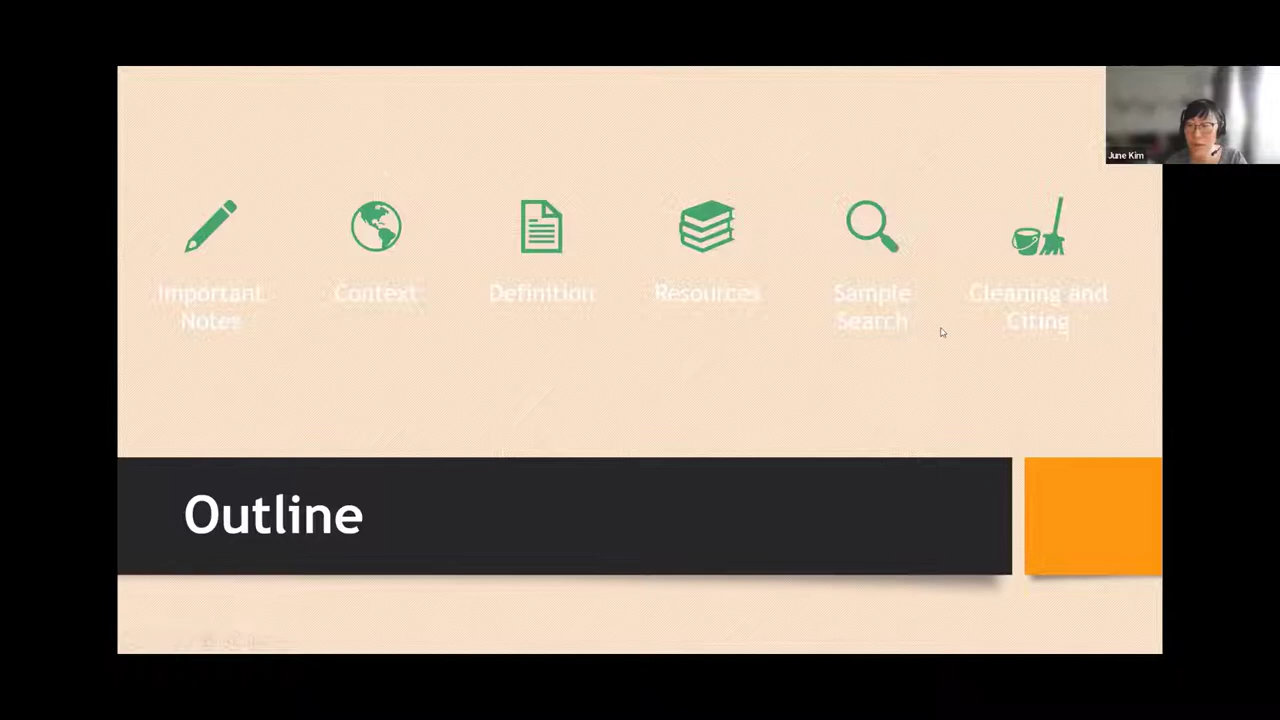 June Kim
Important
Notes
Context
Definition
Resources
Sample
Search
Cleaning and
Citing
Outline